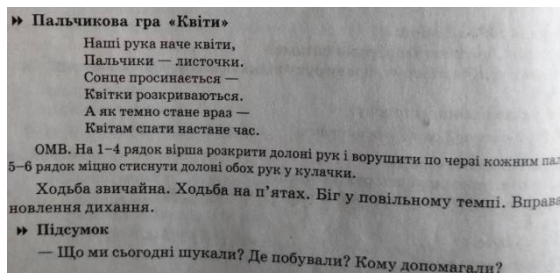 » Пальчикова гра «Квіти»
Наші рука наче квіти,
Пальчики — листочки.
Сонце просинається —
Квітки розкриваються.
А як темно стане враз —
Квітам спати настане час.
ОМВ. На 1–4 рядок вірша розкрити долоні рук і ворушити по черзі кожним пал
5–6 рядок міцно стиснути долоні обох рук у кулачки.
Ходьба звичайна. Ходьба на п'ятах. Біг у повільному темпі. Вправа
новлення дихання.
» Підсумок
— Що ми сьогодні шукали? Де побували? Кому допомагали?